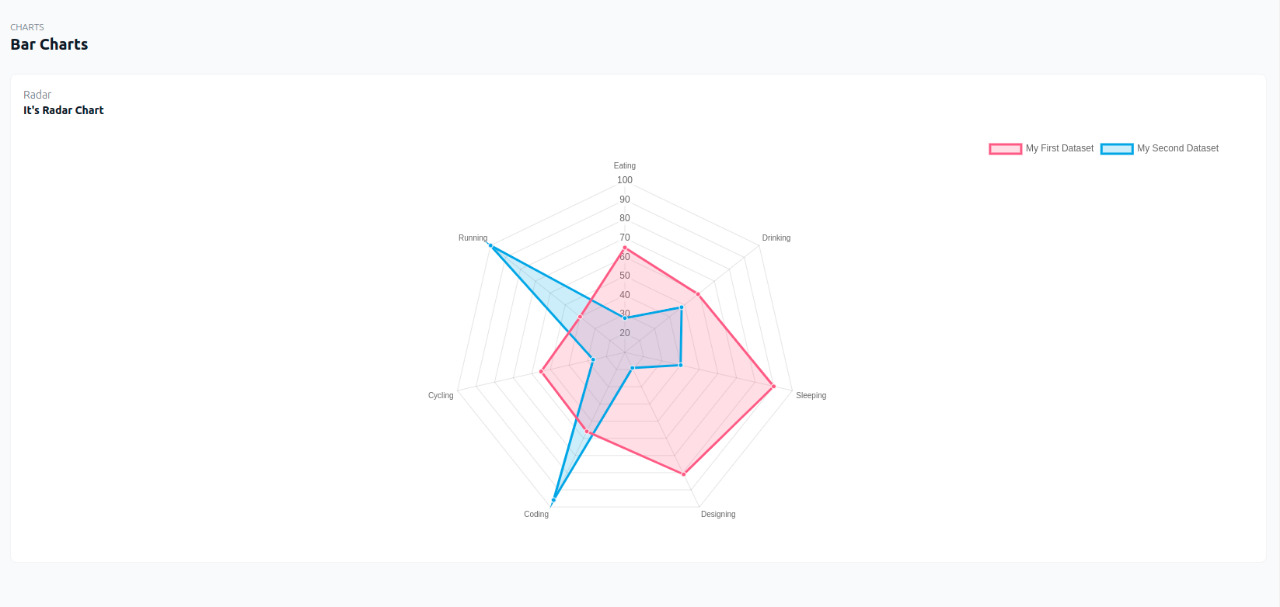 CHARTS
Bar Charts
Radar
It's Radar Chart
My First Dataset My Second Dataset
Eating
100
90
80
Running 70 Drinking
60
50
40
30
20
Cycling Sleeping
Coding Designing